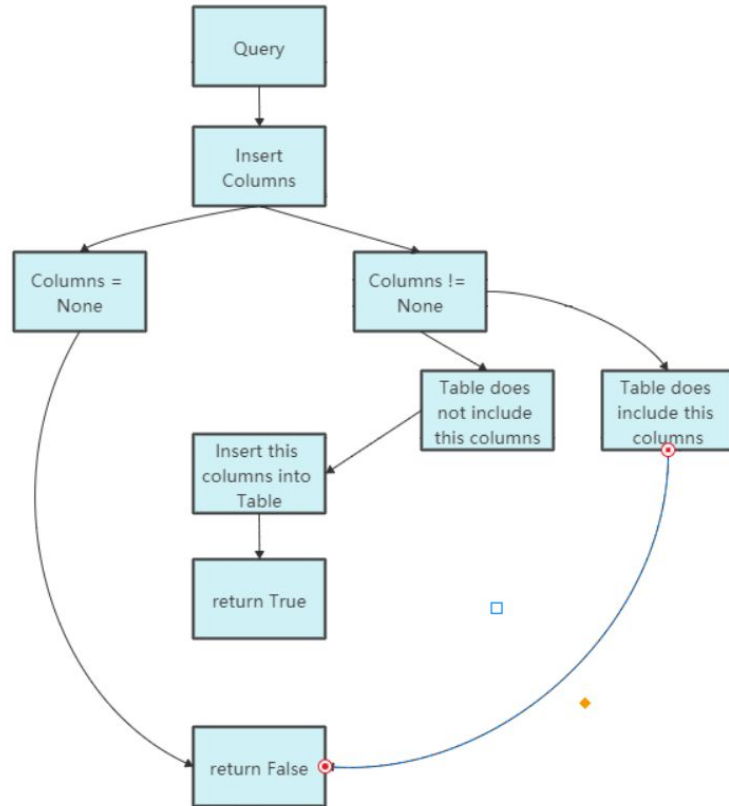 Query
Insert
Columns
Columns =
None
Columns !=
None
Table does
not include
this columns
Table does
include this
columns
Insert this
columns into
Table
return True
return False